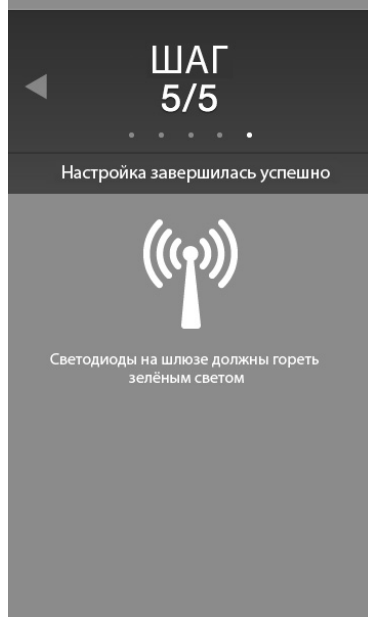 ШАГ
5/5
Настройка завершилась успешно
Светодиоды на шлюзе должны гореть
зелёным светом